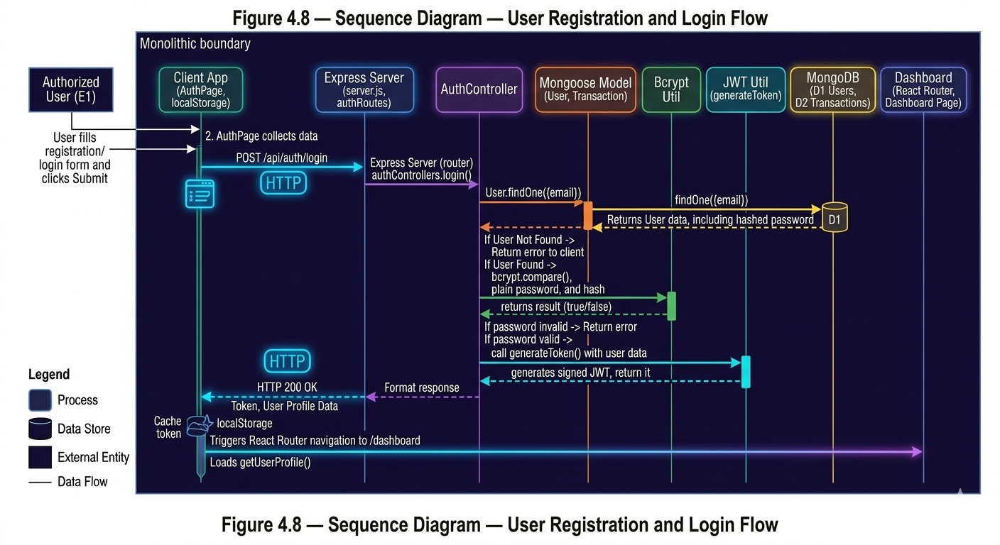 Figure 4.8 — Sequence Diagram — User Registration and Login Flow
Monolithic boundary
Authorized
User (E1)
Client App
(AuthPage,
localStorage)
Express Server
(server.js,
authRoutes)
AuthController
Mongoose Model
(User, Transaction)
Bcrypt
Util
JWT Util
(generateToken)
MongoDB
(D1 Users,
D2 Transactions)
Dashboard
(React Router,
Dashboard Page)
User fills
registration/
login form and
clicks Submit
2. AuthPage collects data
POST /api/auth/login
HTTP
Express Server (router)
authControllers.login()
User.findOne({email})
findOne({email})
Returns User data, including hashed password
D1
If User Not Found ->
Return error to client
If User Found ->
bcrypt.compare(),
plain password, and hash
returns result (true/false)
If password invalid -> Return error
If password valid ->
call generateToken() with user data
generates signed JWT, return it
HTTP
HTTP 200 OK
Format response
Token, User Profile Data
Cache
token
localStorage
Triggers React Router navigation to /dashboard
Loads getUserProfile()
Legend
Process
Data Store
External Entity
Data Flow
Figure 4.8 — Sequence Diagram — User Registration and Login Flow